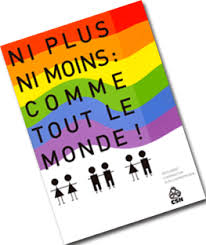 NI PLUS
NI MOINS:
COMME
TOUT LE
MONDE!
CSN